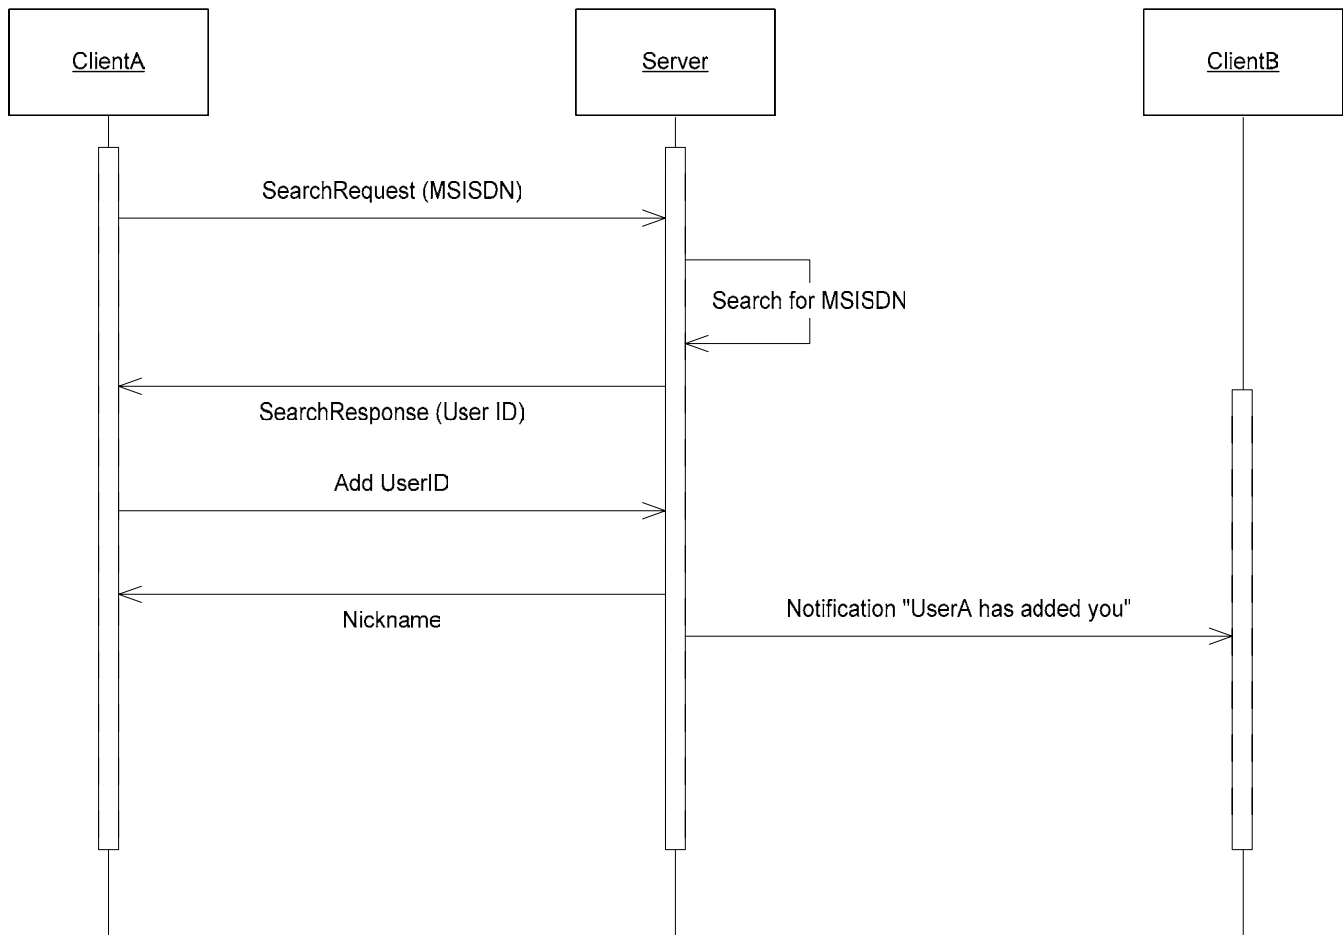 ClientA
Server
ClientB
SearchRequest (MSISDN)
Search for MSISDN
SearchResponse (User ID)
Add UserID
Nickname
Notification "UserA has added you"